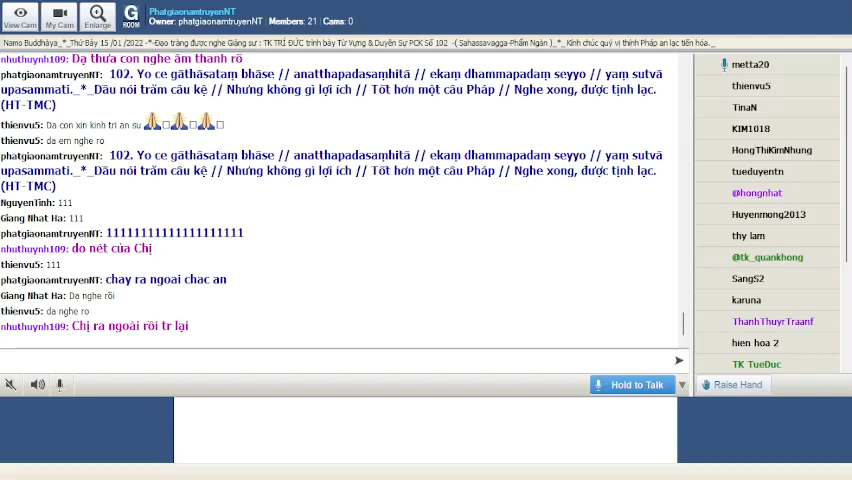 PhatgiaonamtruyenNT
Owner: phatgiaonamtruyenNT | Members: 21 | Cams: 0
View Cam
My Cam
Enlarge
G
ROOM
Namo Buddhàya_*_Thứ Bảy 15 /01 /2022 -*-Đạo tràng được nghe Giảng sư : TK TRÍ ĐỨC trình bày Từ Vựng & Duyên Sự PCK Số 102 -( Sahassavagga-Phẩm Ngàn )_*_ Kính chúc quý vị thính Pháp an lạc tiến hóa._
nhuthuynh109: Dạ thưa con nghe âm thanh rõ
phatgiaonamtruyenNT: 102. Yo ce gāthāsataṃ bhāse // anatthapadasaṃhitā // ekaṃ dhammapadaṃ seyyo // yaṃ sutvā
upasammati._*_Dầu nói trăm câu kệ // Nhưng không gì lợi ích // Tốt hơn một câu Pháp // Nghe xong, được tịnh lạc.
(HT-TMC)
thienvu5: Da con xin kinh tri an su
thienvu5: da em nghe ro
phatgiaonamtruyenNT: 102. Yo ce gāthāsataṃ bhāse // anatthapadasaṃhitā // ekaṃ dhammapadaṃ seyyo // yaṃ sutvā
upasammati._*_Dầu nói trăm câu kệ // Nhưng không gì lợi ích // Tốt hơn một câu Pháp // Nghe xong, được tịnh lạc.
(HT-TMC)
NguyenTinh: 111
Giang Nhat Ha: 111
phatgiaonamtruyenNT: 11111111111111111111
nhuthuynh109: do nét của Chị
thienvu5: 111
phatgiaonamtruyenNT: chay ra ngoai chac an
Giang Nhat Ha: Dạ nghe rồi
thienvu5: da nghe ro
nhuthuynh109: Chị ra ngoài rồi tr lại
Hold to Talk
metta20
thienvu5
TinaN
KIM1018
HongThiKimNhung
tueduyentn
@hongnhat
Huyenmong2013
thy lam
@tk_quankhong
SangS2
karuna
ThanhThuyrTraanf
hien hoa 2
TK TueDuc
Raise Hand